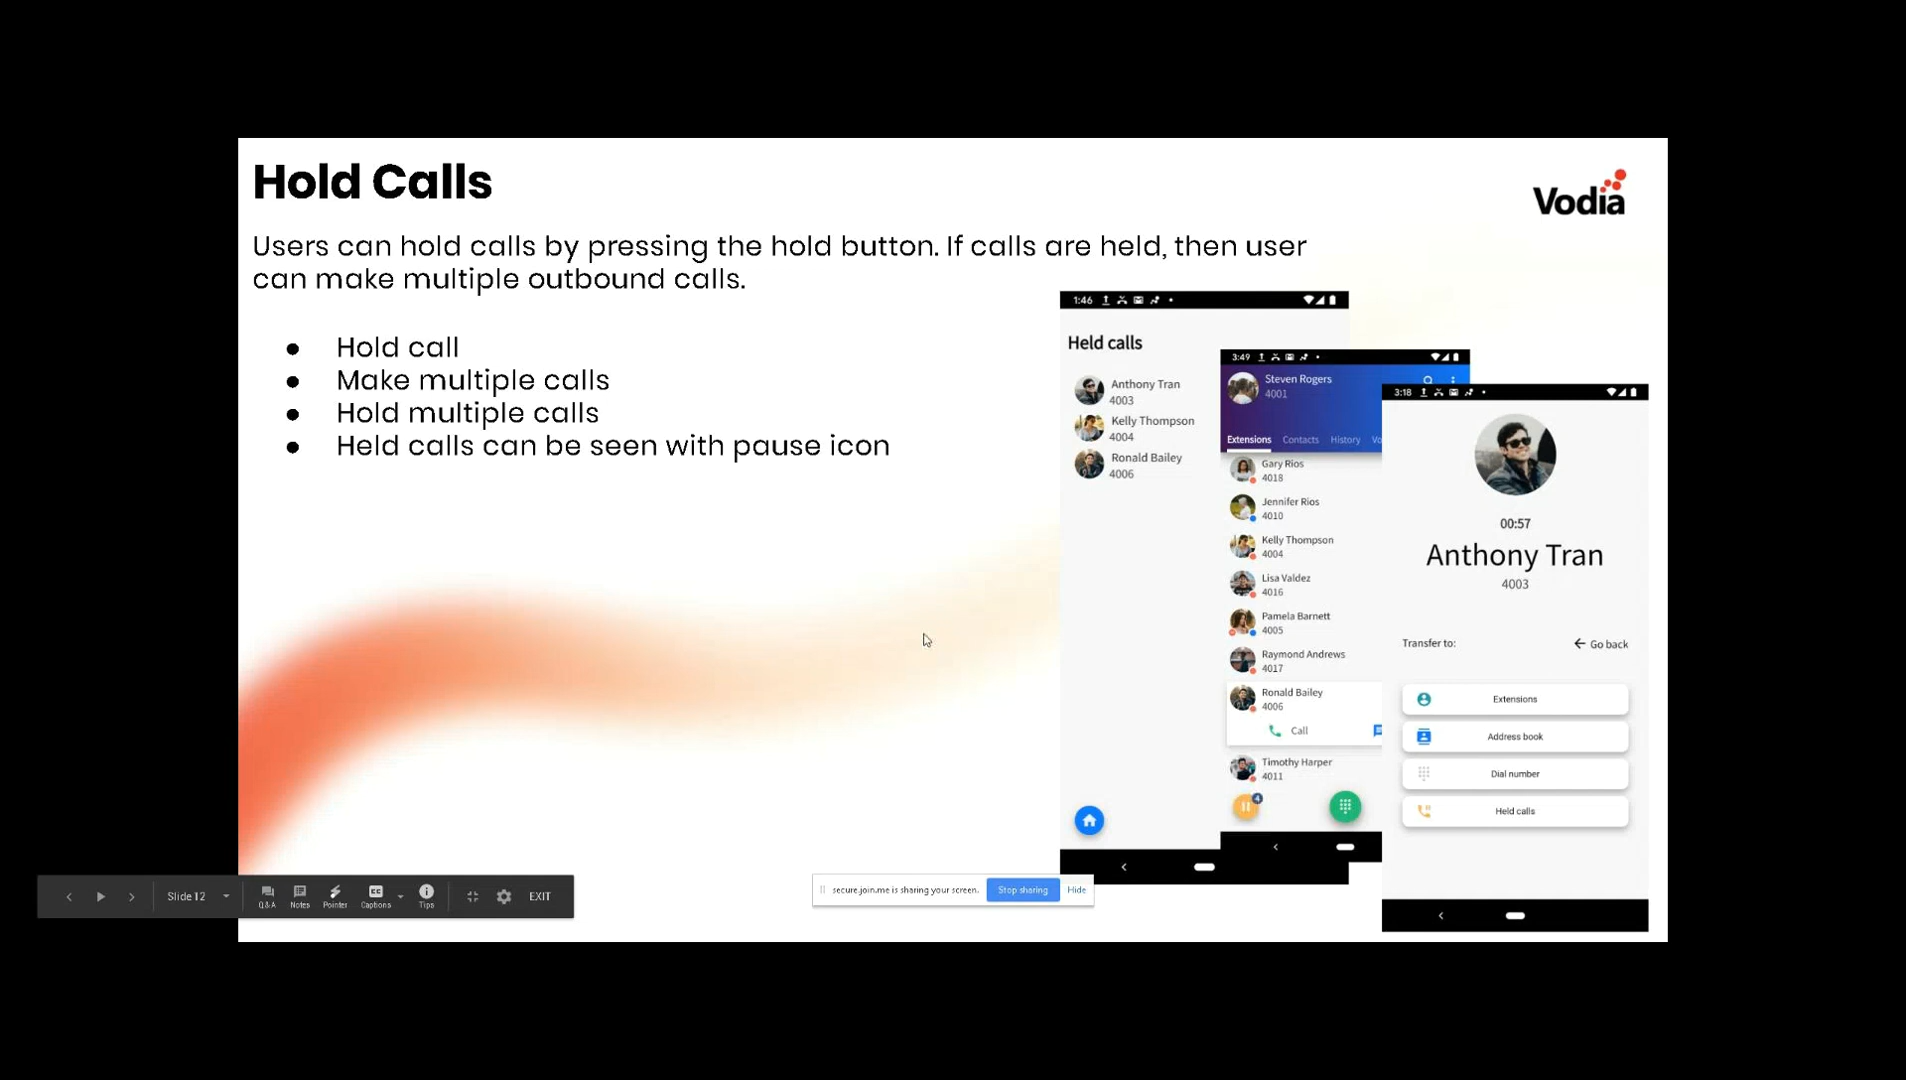 Hold Calls
Vodia
Users can hold calls by pressing the hold button. If calls are held, then user
can make multiple outbound calls.
● Hold call
● Make multiple calls
● Hold multiple calls
● Held calls can be seen with pause icon
1:46
Held calls
Anthony Tran
4003
Kelly Thompson
4004
Ronald Bailey
4006
3:49
Steven Rogers
4001
Extensions Contacts History Vo
Gary Rios
4018
Jennifer Rios
4010
Kelly Thompson
4004
Lisa Valdez
4016
Pamela Barnett
4005
Raymond Andrews
4017
Ronald Bailey
4006
Call
Timothy Harper
4011
4
3:18
00:57
Anthony Tran
4003
Transfer to: Go back
Extensions
Address book
Dial number
Held calls
Slide 12 Q&A Notes Pointer Captions Tips EXIT
secure.join.me is sharing your screen. Stop sharing Hide